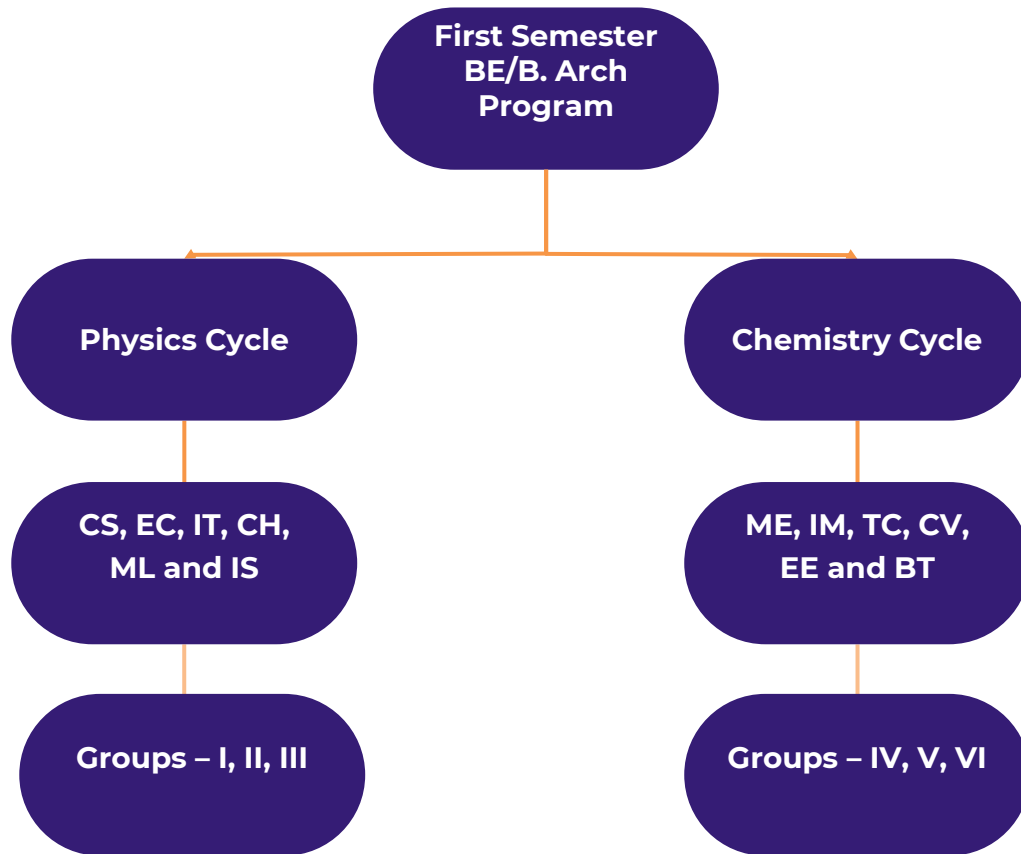 First Semester
BE/B. Arch
Program
Physics Cycle
Chemistry Cycle
CS, EC, IT, CH,
ML and IS
ME, IM, TC, CV,
EE and BT
Groups – I, II, III
Groups – IV, V, VI